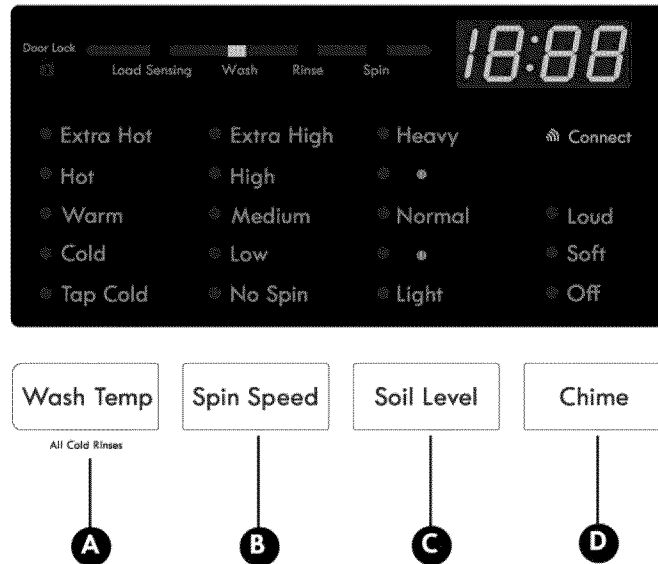 Door Lock
Load Sensing Wash Rinse Spin
18:88
Extra Hot Extra High Heavy Connect
Hot High
Warm Medium Normal Loud
Cold Low Soft
Tap Cold No Spin Light Off
Wash Temp Spin Speed Soil Level Chime
All Cold Rinses
A B C D